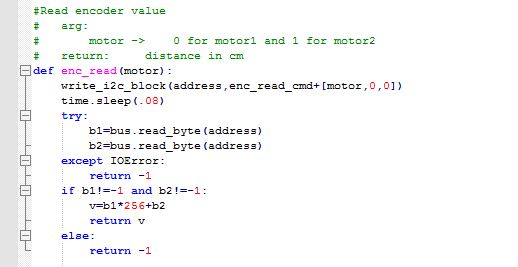 #Read encoder value
#   arg:
#       motor ->    0 for motor1 and 1 for motor2
#   return:     distance in cm
def enc_read(motor):
    write_i2c_block(address,enc_read_cmd+[motor,0,0])
    time.sleep(.08)
    try:
        b1=bus.read_byte(address)
        b2=bus.read_byte(address)
    except IOError:
        return -1
    if b1!=-1 and b2!=-1:
        v=b1*256+b2
        return v
    else:
        return -1